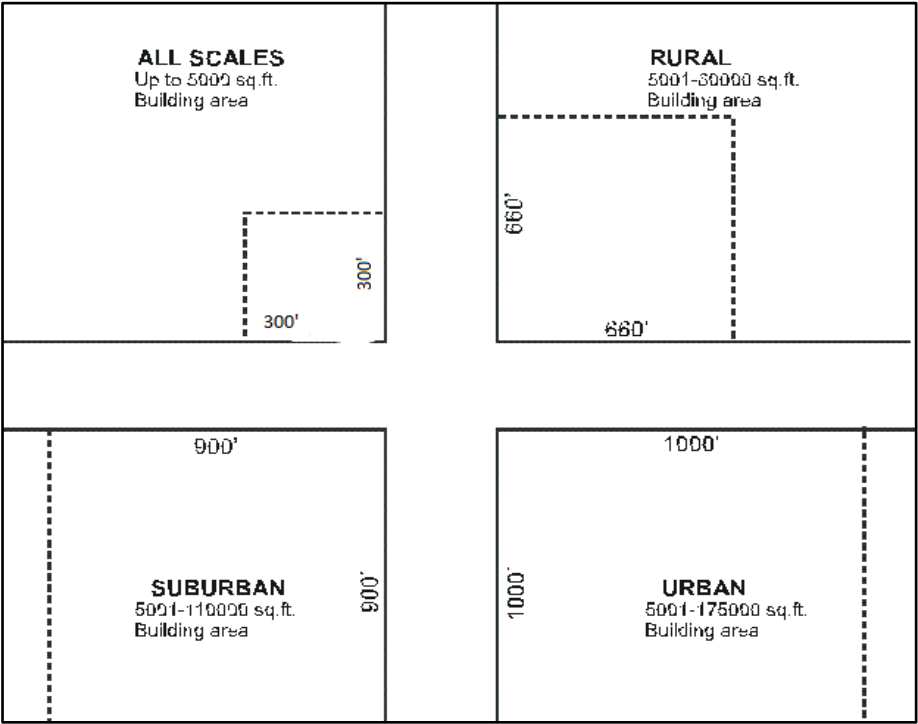 ALL SCALES
Up to 5000 sq.ft.
Building area
300'
300'
RURAL
5001-60000 sq.ft.
Building area
660'
660'
900'
900'
SUBURBAN
5001-110000 sq.ft.
Building area
1000'
1000'
URBAN
5001-175000 sq.ft.
Building area